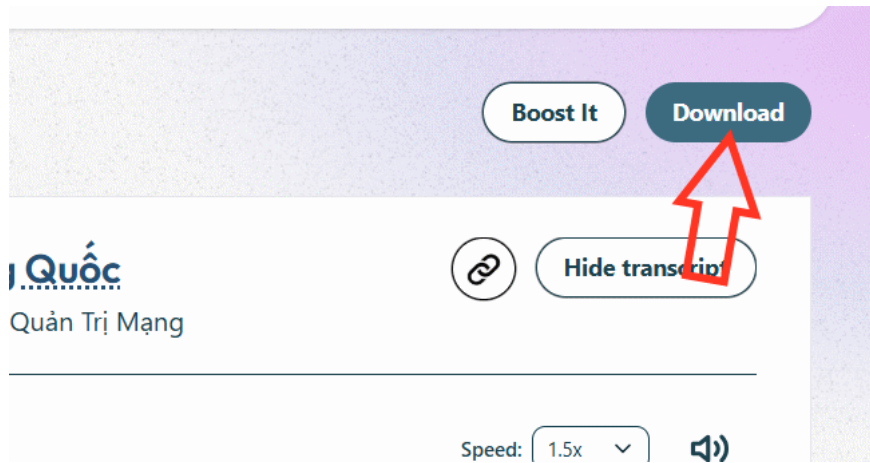 Boost It
Download
Quốc
Hide transcript
Quản Trị Mạng
Speed: 1.5x